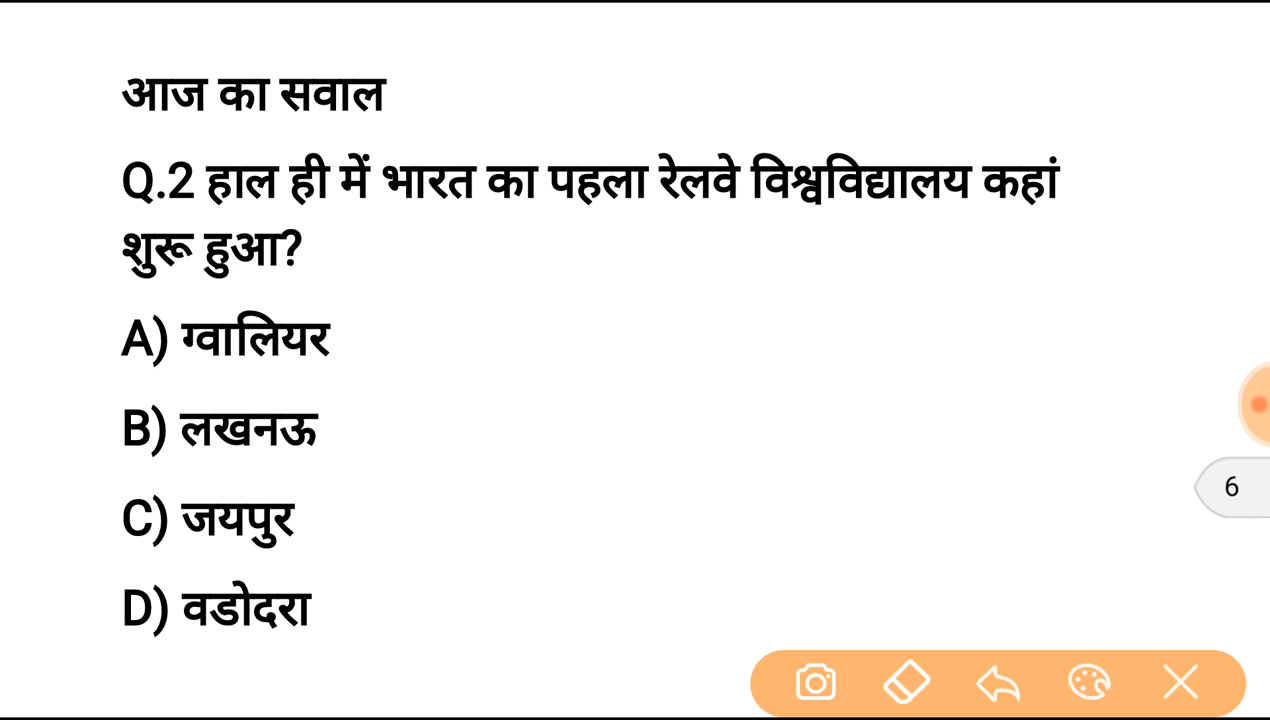 आज का सवाल
Q.2 हाल ही में भारत का पहला रेलवे विश्वविद्यालय कहां
शुरू हुआ?
A) ग्वालियर
B) लखनऊ
C) जयपुर
D) वडोदरा
6